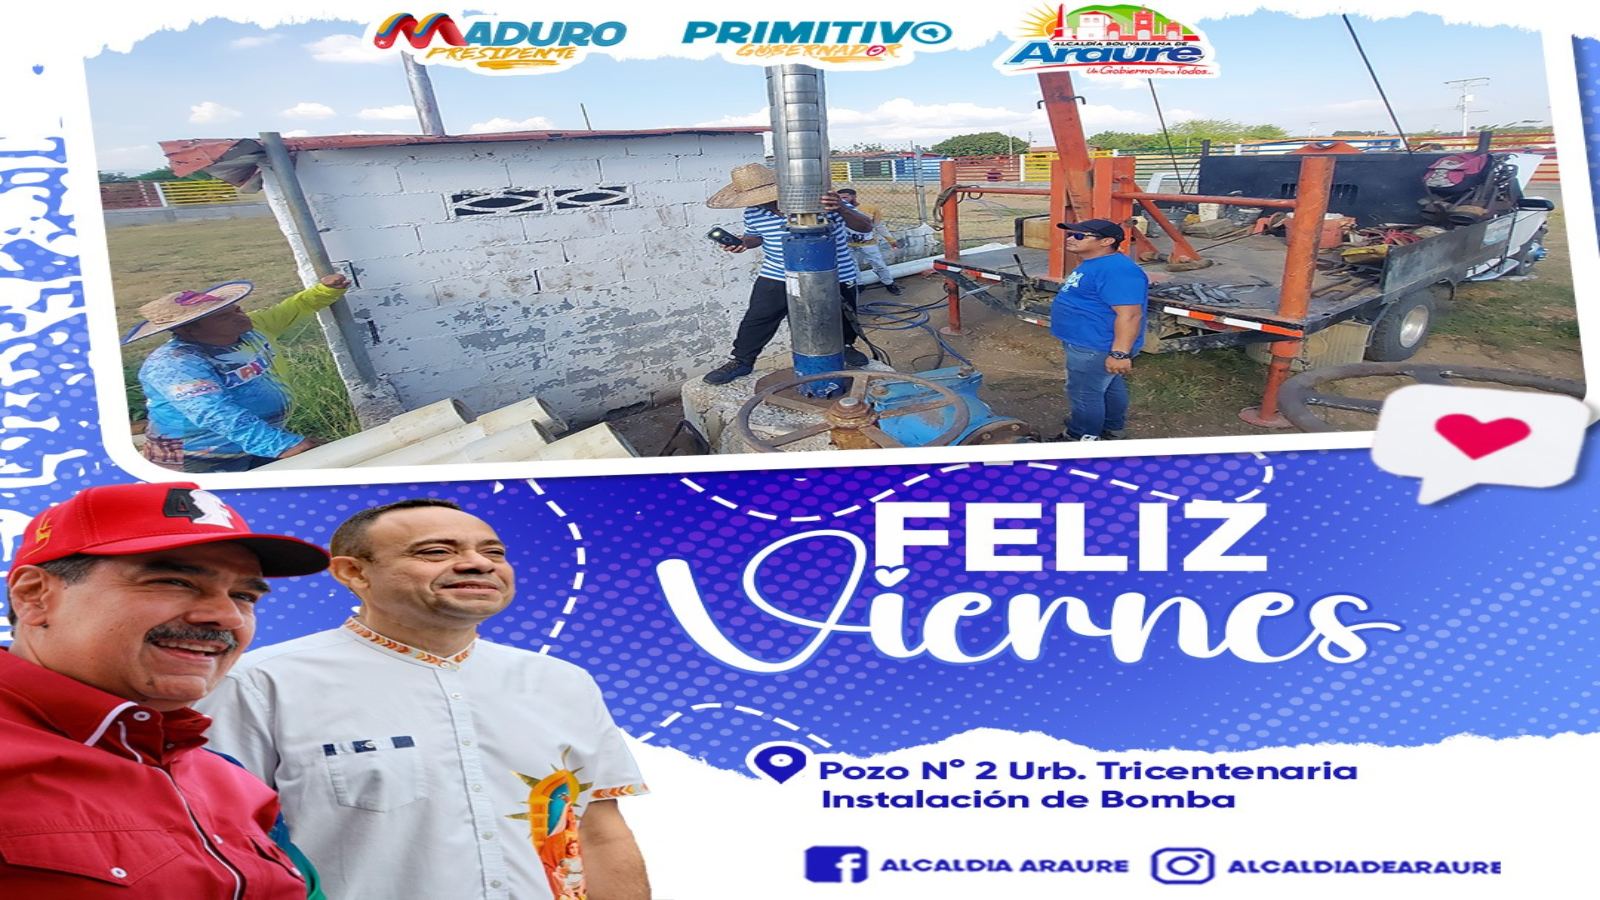 MADURO
PRESIDENTE
PRIMITIVO
GOBERNADOR
ALCALDÍA BOLIVARIANA DE
Araure
Un Gobierno Para Todos...
FELIZ
Viernes
Pozo N° 2 Urb. Tricentenaria
Instalación de Bomba
ALCALDIA ARAURE
ALCALDIADEARAURE